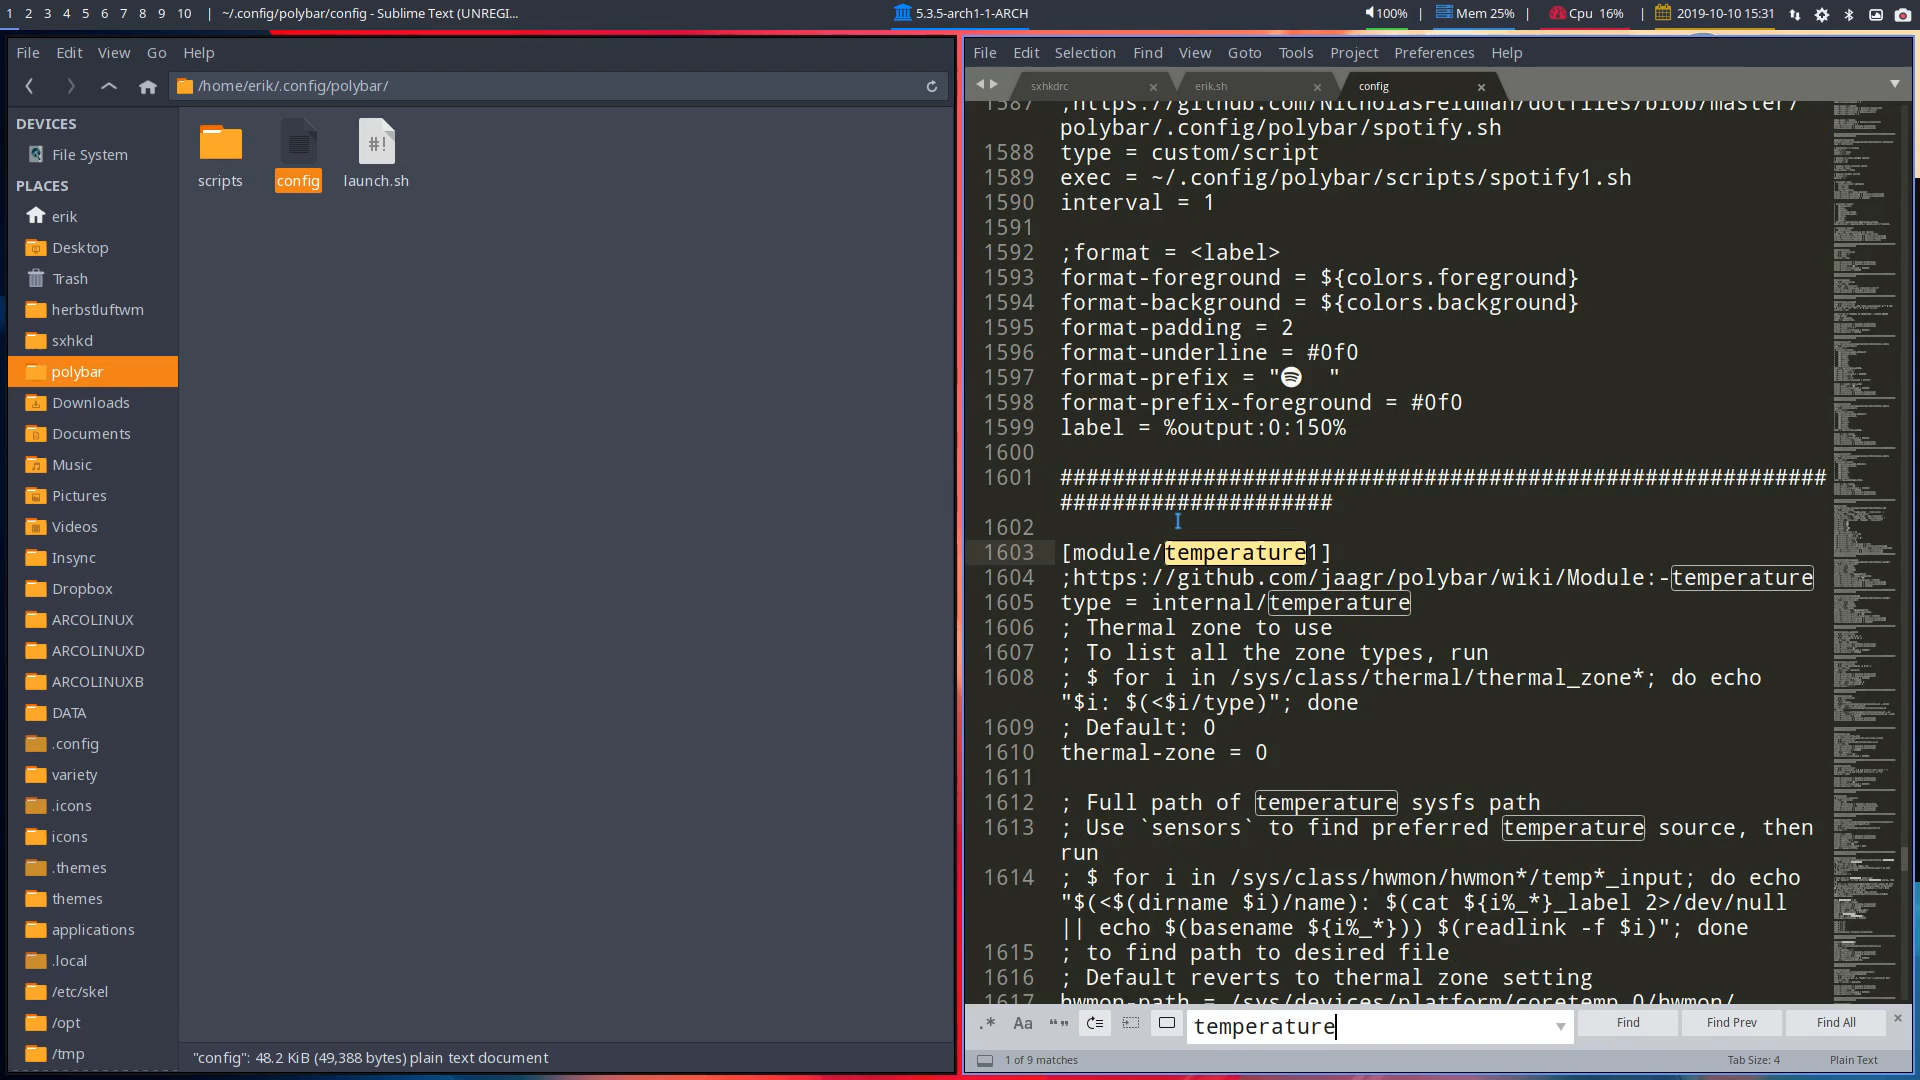 1 2 3 4 5 6 7 8 9 10 | ~/.config/polybar/config - Sublime Text (UNREGI...
5.3.5-arch1-1-ARCH
100% | Mem 25% | Cpu 16% | 2019-10-10 15:31
File Edit View Go Help
/home/erik/.config/polybar/
DEVICES
File System
PLACES
erik
Desktop
Trash
herbstluftwm
sxhkd
polybar
Downloads
Documents
Music
Pictures
Videos
Insync
Dropbox
ARCOLINUX
ARCOLINUXD
ARCOLINUXB
DATA
.config
variety
.icons
icons
.themes
themes
applications
.local
/etc/skel
/opt
/tmp
scripts
config
#!
launch.sh
"config": 48.2 KiB (49,388 bytes) plain text document
File Edit Selection Find View Goto Tools Project Preferences Help
sxhkdrc
erik.sh
config
1587 ;https://github.com/NicholasFeldman/dotfiles/blob/master/
polybar/.config/polybar/spotify.sh
1588 type = custom/script
1589 exec = ~/.config/polybar/scripts/spotify1.sh
1590 interval = 1
1591
1592 ;format = <label>
1593 format-foreground = ${colors.foreground}
1594 format-background = ${colors.background}
1595 format-padding = 2
1596 format-underline = #0f0
1597 format-prefix = "  "
1598 format-prefix-foreground = #0f0
1599 label = %output:0:150%
1600
1601 ###########################################################
#####################
1602
1603 [module/temperature1]
1604 ;https://github.com/jaagr/polybar/wiki/Module:-temperature
1605 type = internal/temperature
1606 ; Thermal zone to use
1607 ; To list all the zone types, run
1608 ; $ for i in /sys/class/thermal/thermal_zone*; do echo
"$i: $(<$i/type)"; done
1609 ; Default: 0
1610 thermal-zone = 0
1611
1612 ; Full path of temperature sysfs path
1613 ; Use `sensors` to find preferred temperature source, then
run
1614 ; $ for i in /sys/class/hwmon/hwmon*/temp*_input; do echo
"$(<$(dirname $i)/name): $(cat ${i%_*}_label 2>/dev/null
|| echo $(basename ${i%_*})) $(readlink -f $i)"; done
1615 ; to find path to desired file
1616 ; Default reverts to thermal zone setting
1617 hwmon-path = /sys/devices/platform/coretemp.0/hwmon/
.* Aa “”
temperature
Find
Find Prev
Find All
1 of 9 matches
Tab Size: 4
Plain Text